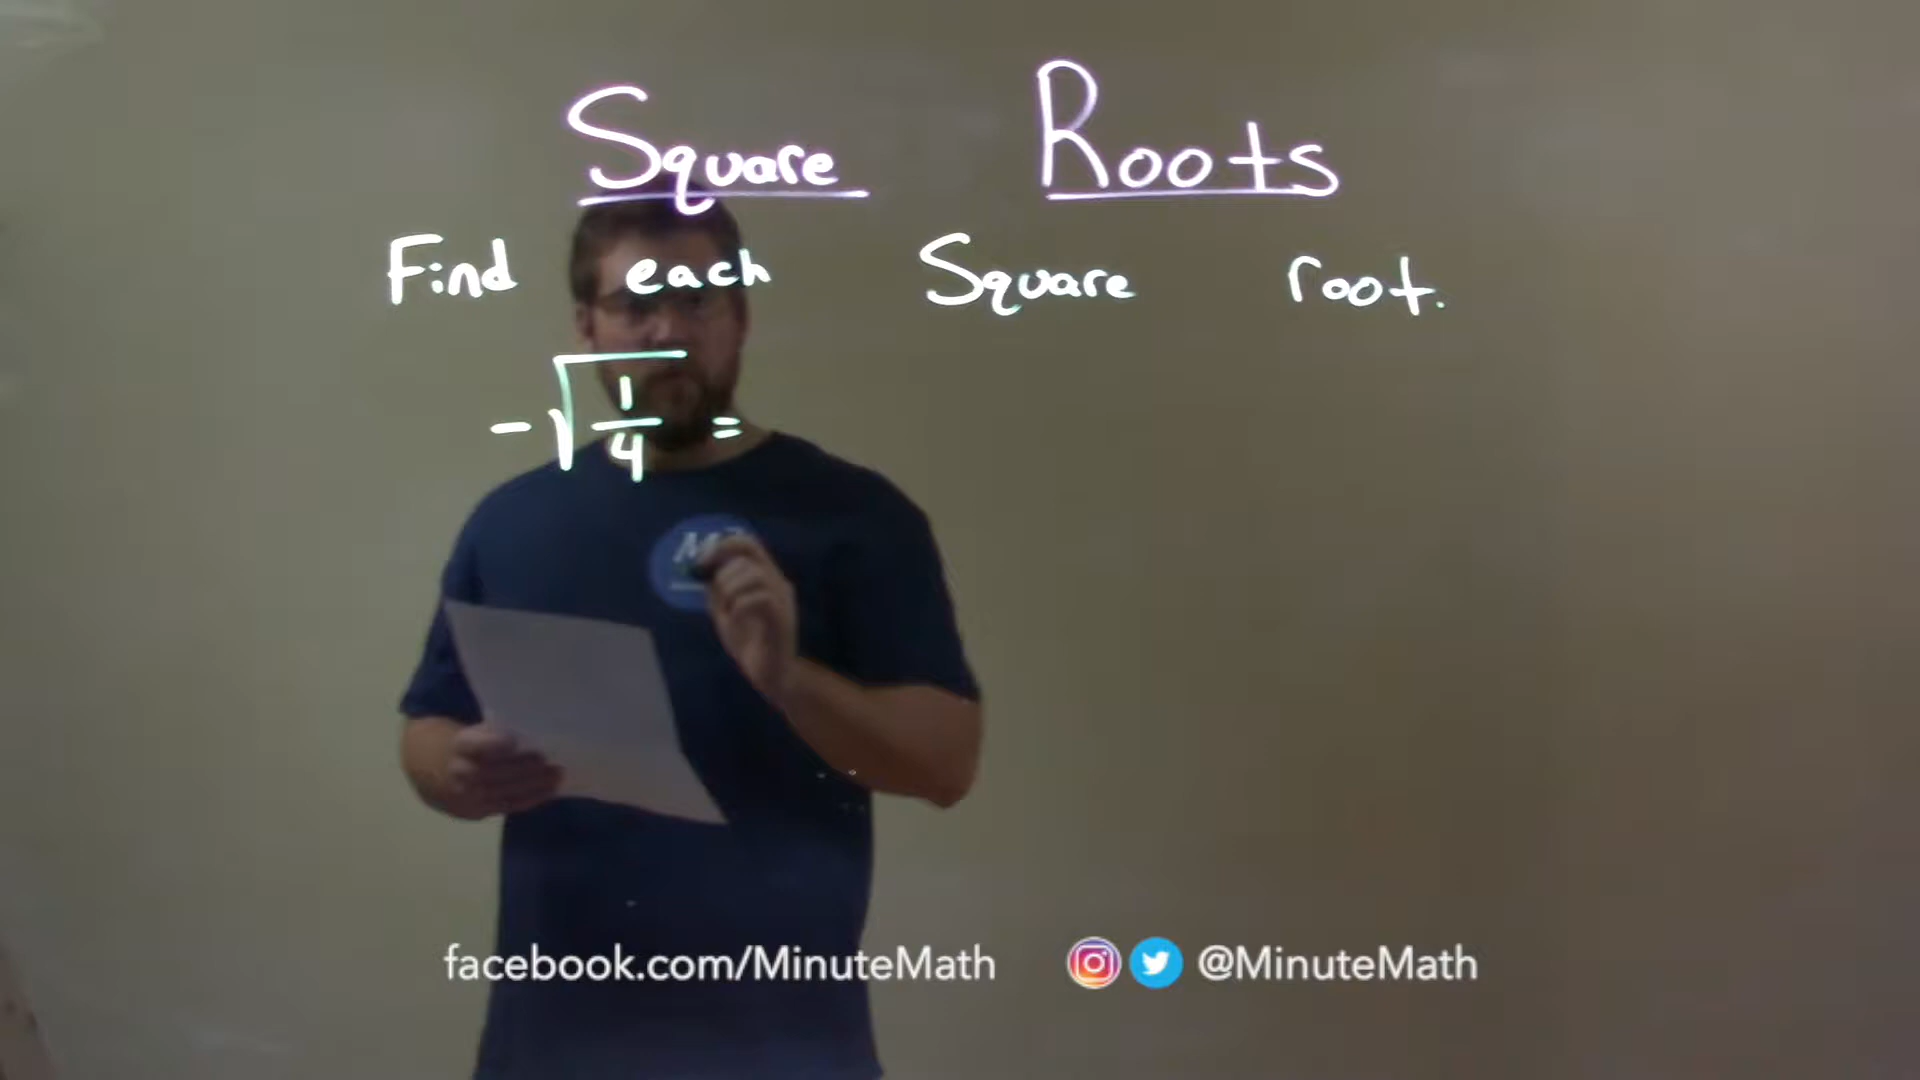 Square Roots
Find each Square root.
-√1/4 =
M
facebook.com/MinuteMath @MinuteMath